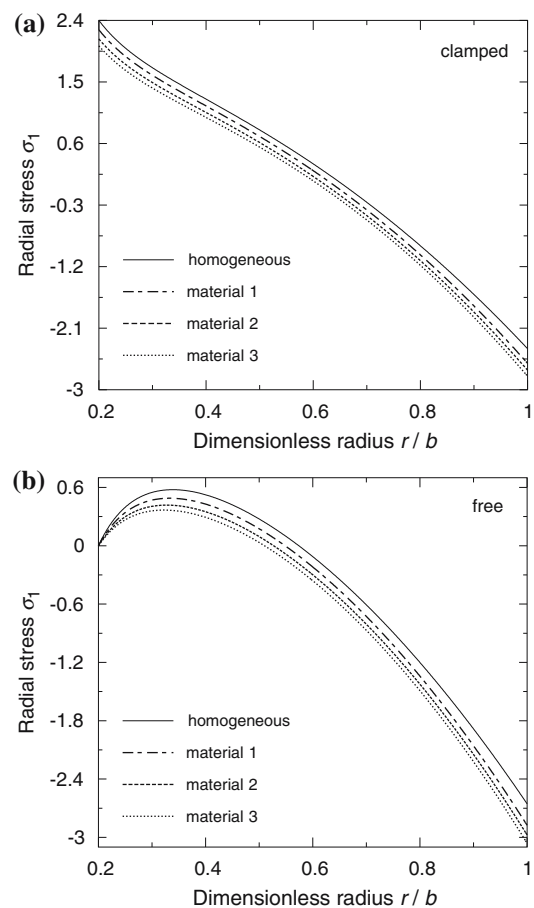 (a)
2.4
1.5
0.6
-0.3
-1.2
-2.1
-3
Radial stress σ1
clamped
homogeneous
material 1
material 2
material 3
0.2 0.4 0.6 0.8 1
Dimensionless radius r / b
(b)
0.6
0
-0.6
-1.2
-1.8
-2.4
-3
Radial stress σ1
free
homogeneous
material 1
material 2
material 3
0.2 0.4 0.6 0.8 1
Dimensionless radius r / b